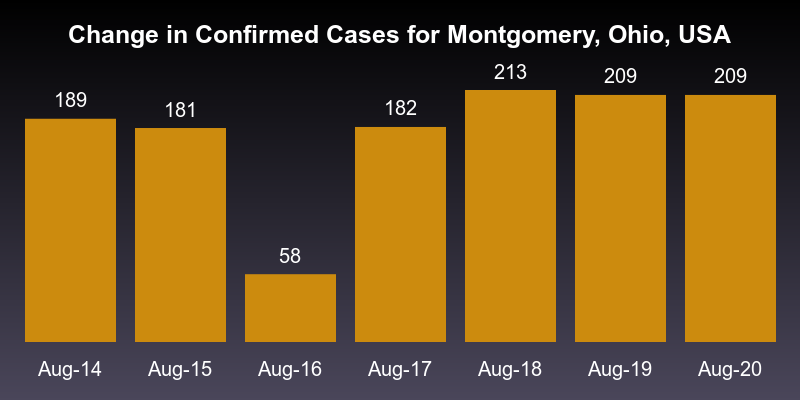 Change in Confirmed Cases for Montgomery, Ohio, USA
189 181 58 182 213 209 209
Aug-14 Aug-15 Aug-16 Aug-17 Aug-18 Aug-19 Aug-20